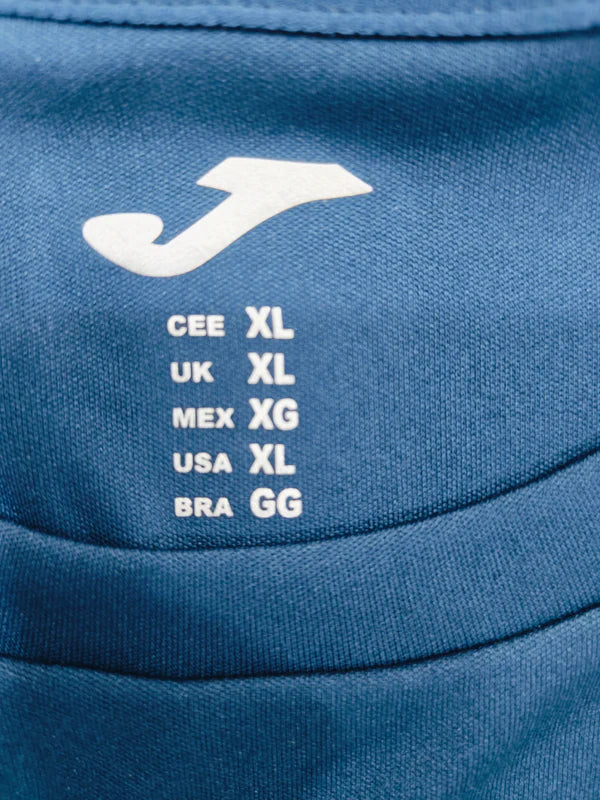 CEE XL
UK XL
MEX XG
USA XL
BRA GG